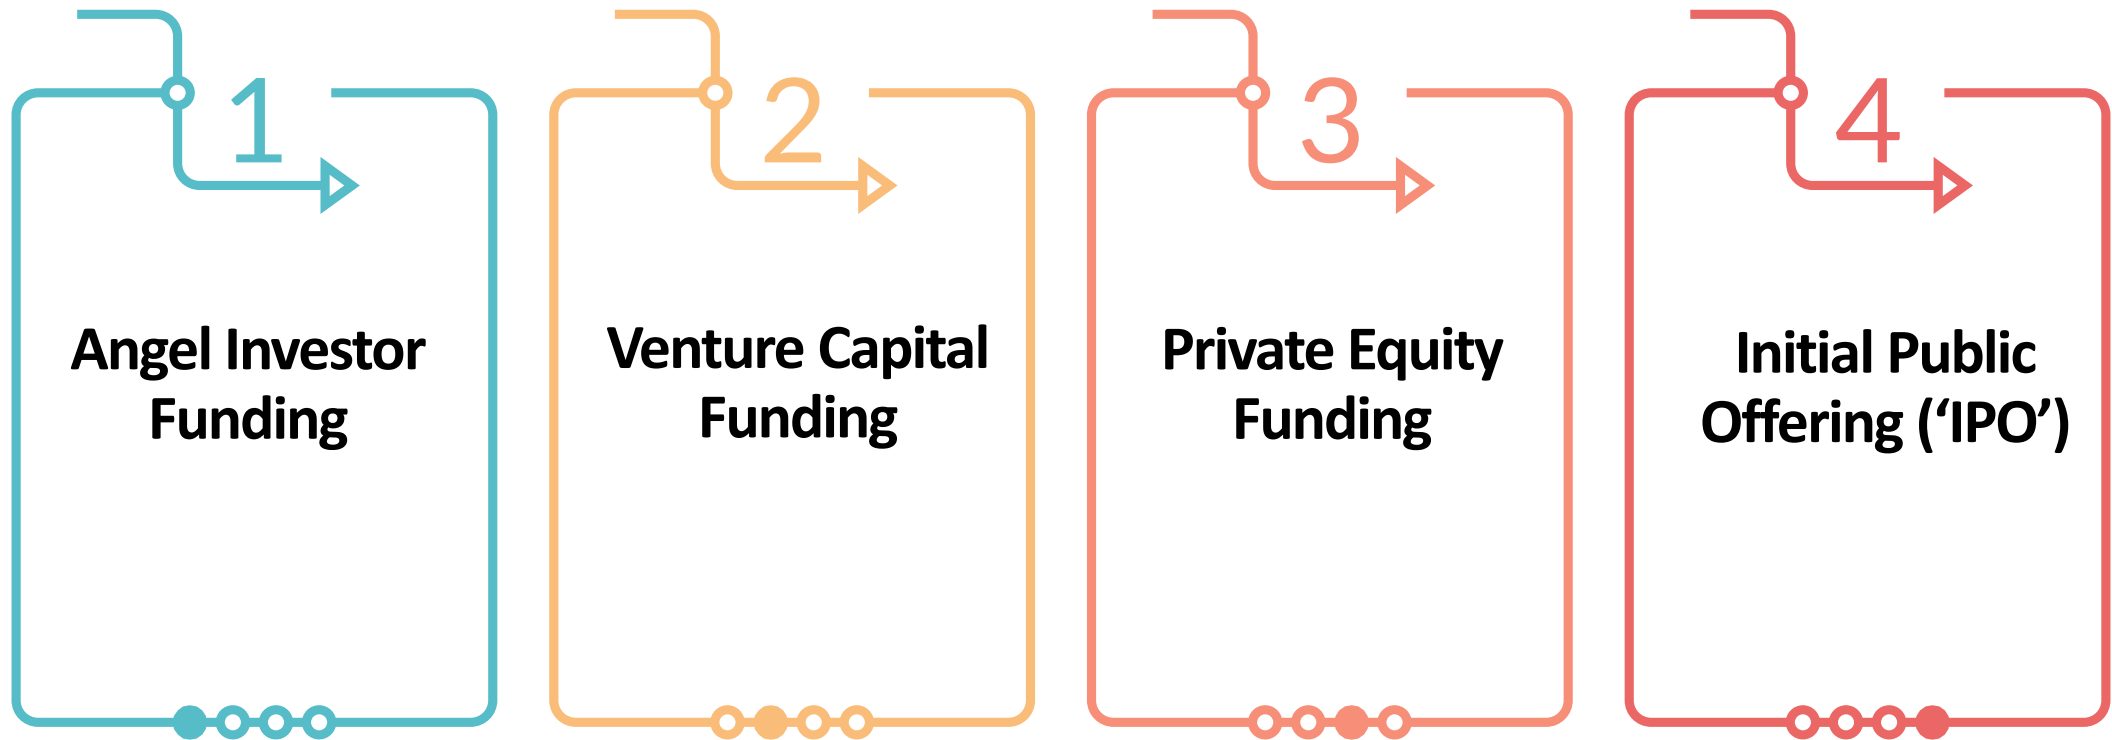 1
Angel Investor
Funding
2
Venture Capital
Funding
3
Private Equity
Funding
4
Initial Public
Offering (‘IPO’)